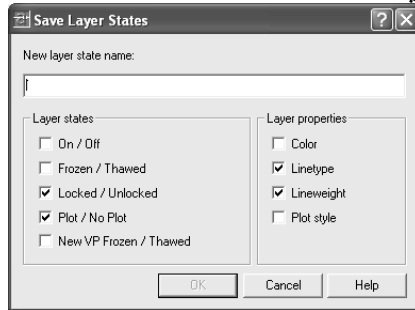 Save Layer States
New layer state name:
Layer states
On / Off
Frozen / Thawed
Locked / Unlocked
Plot / No Plot
New VP Frozen / Thawed
Layer properties
Color
Linetype
Lineweight
Plot style
OK
Cancel
Help